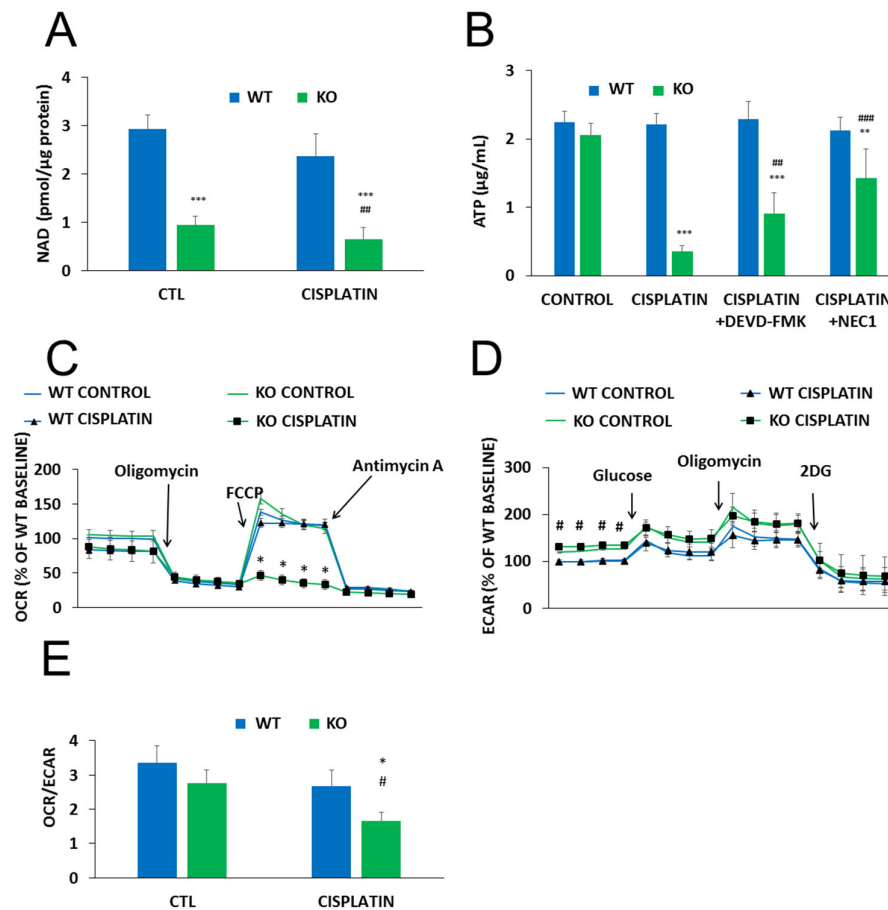 A
WT KO
NAD (pmol/µg protein)
4
3
2
1
0
***
***
##
CTL CISPLATIN
B
WT KO
ATP (µg/mL)
3
2
1
0
***
##
***
###
**
CONTROL CISPLATIN CISPLATIN CISPLATIN
+DEVD-FMK +NEC1
C
WT CONTROL KO CONTROL
WT CISPLATIN KO CISPLATIN
OCR (% OF WT BASELINE)
200
150
100
50
0
Oligomycin
FCCP
Antimycin A
* * * *
D
WT CONTROL WT CISPLATIN
KO CONTROL KO CISPLATIN
ECAR (% OF WT BASELINE)
300
200
100
0
Glucose
Oligomycin
2DG
# # # #
E
WT KO
OCR/ECAR
4
3
2
1
0
*
#
CTL CISPLATIN